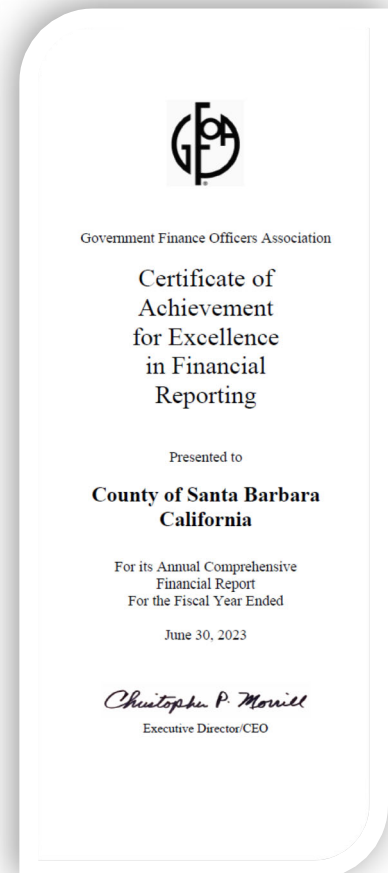 GFOA
Government Finance Officers Association
Certificate of
Achievement
for Excellence
in Financial
Reporting
Presented to
County of Santa Barbara
California
For its Annual Comprehensive
Financial Report
For the Fiscal Year Ended
June 30, 2023
Christopher P. Morrill
Executive Director/CEO